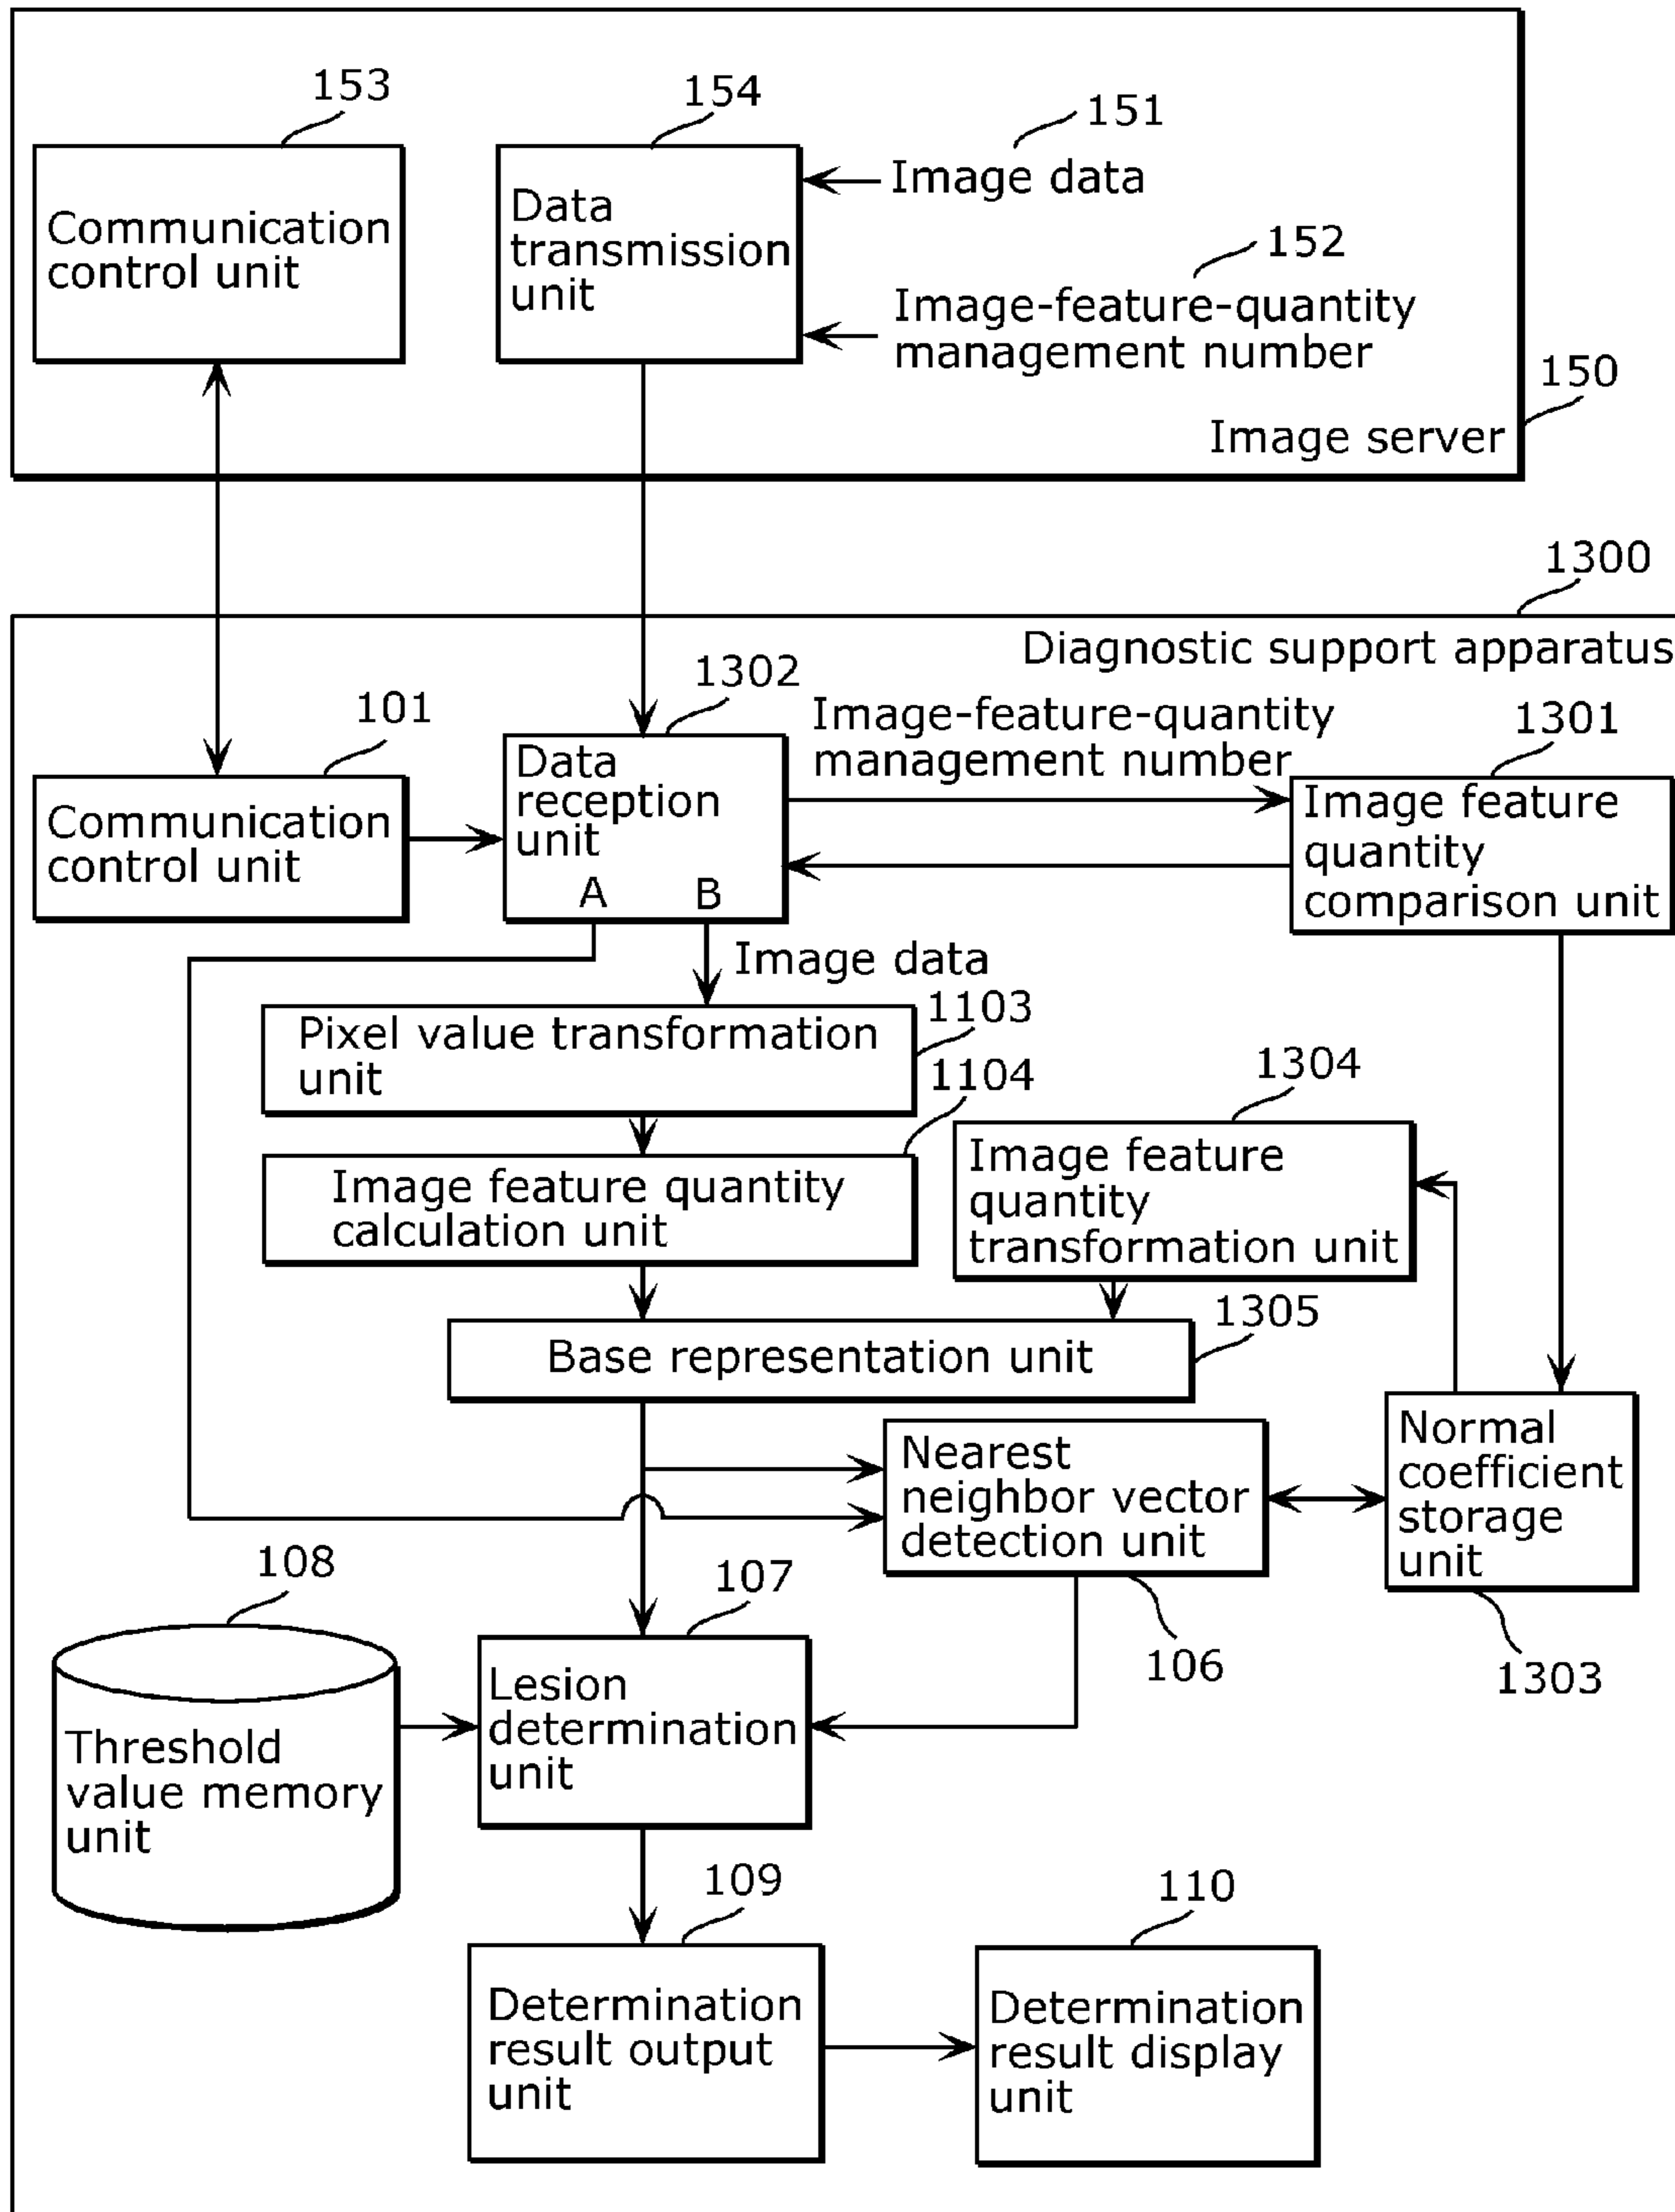 153
154
151
Communication
control unit
Data
transmission
unit
Image data
152
Image-feature-quantity
management number
150
Image server
1300
Diagnostic support apparatus
101
1302
Image-feature-quantity
management number
1301
Communication
control unit
Data
reception
unit
A B
Image feature
quantity
comparison unit
Image data
1103
Pixel value transformation
unit
1104
1304
Image feature quantity
calculation unit
Image feature
quantity
transformation unit
1305
Base representation unit
Nearest
neighbor vector
detection unit
Normal
coefficient
storage
unit
108
107
106
1303
Threshold
value memory
unit
Lesion
determination
unit
109
110
Determination
result output
unit
Determination
result display
unit